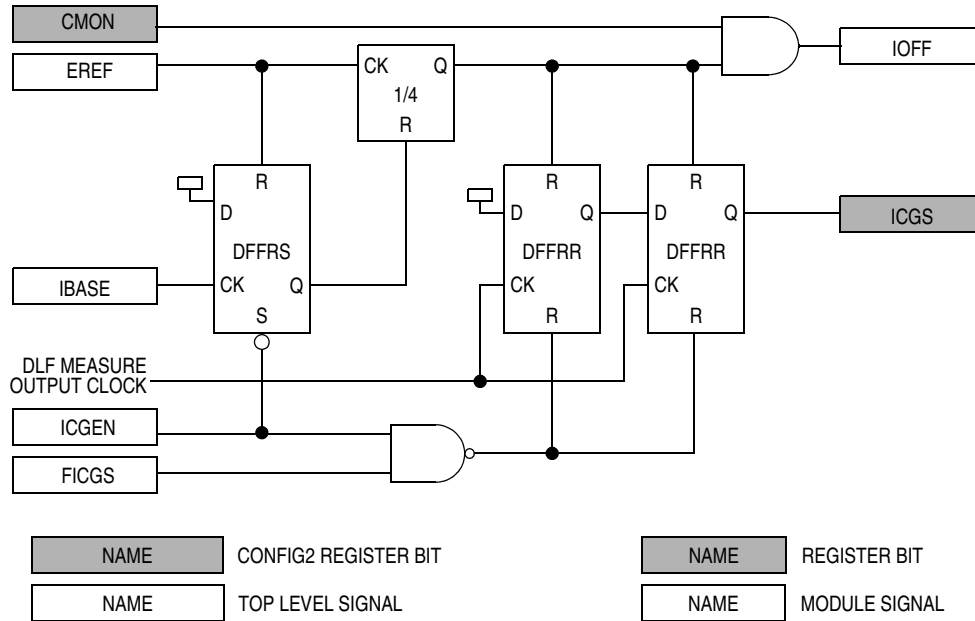 CMON
IOFF
EREF
CK Q
1/4
R
R
D
DFFRS
CK Q
S
R
D Q
DFFRR
CK
R
R
D Q
DFFRR
CK
R
ICGS
IBASE
DLF MEASURE
OUTPUT CLOCK
ICGEN
FICGS
NAME CONFIG2 REGISTER BIT
NAME REGISTER BIT
NAME TOP LEVEL SIGNAL
NAME MODULE SIGNAL